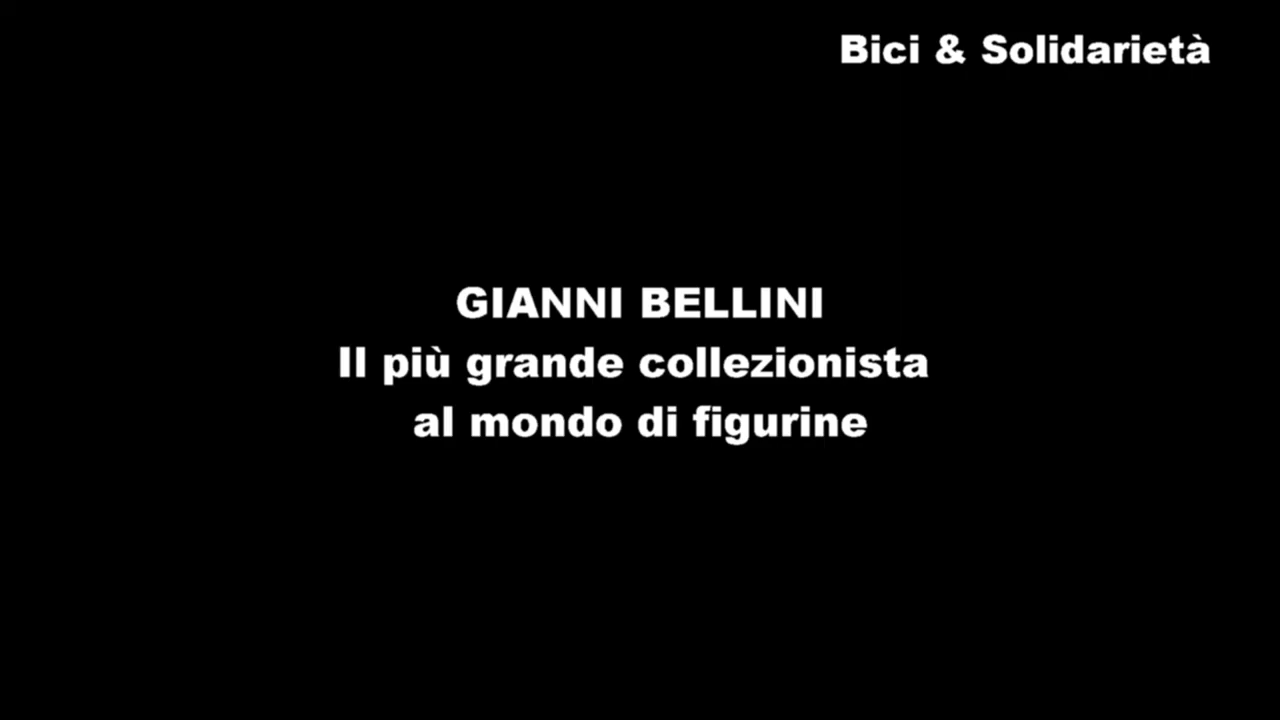 Bici & Solidarietà
GIANNI BELLINI
Il più grande collezionista
al mondo di figurine